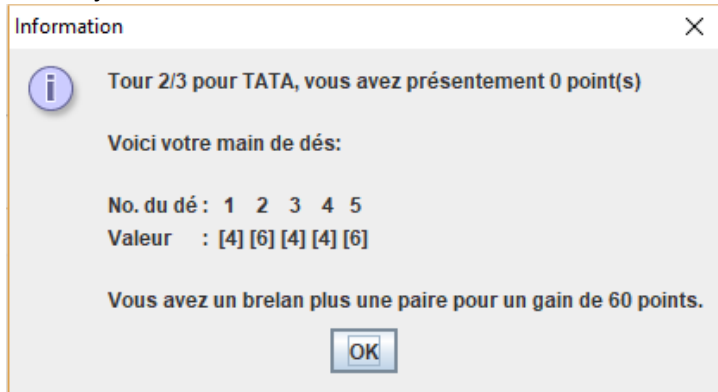 Information
Tour 2/3 pour TATA, vous avez présentement 0 point(s)
Voici votre main de dés:
No. du dé : 1 2 3 4 5
Valeur : [4] [6] [4] [4] [6]
Vous avez un brelan plus une paire pour un gain de 60 points.
OK